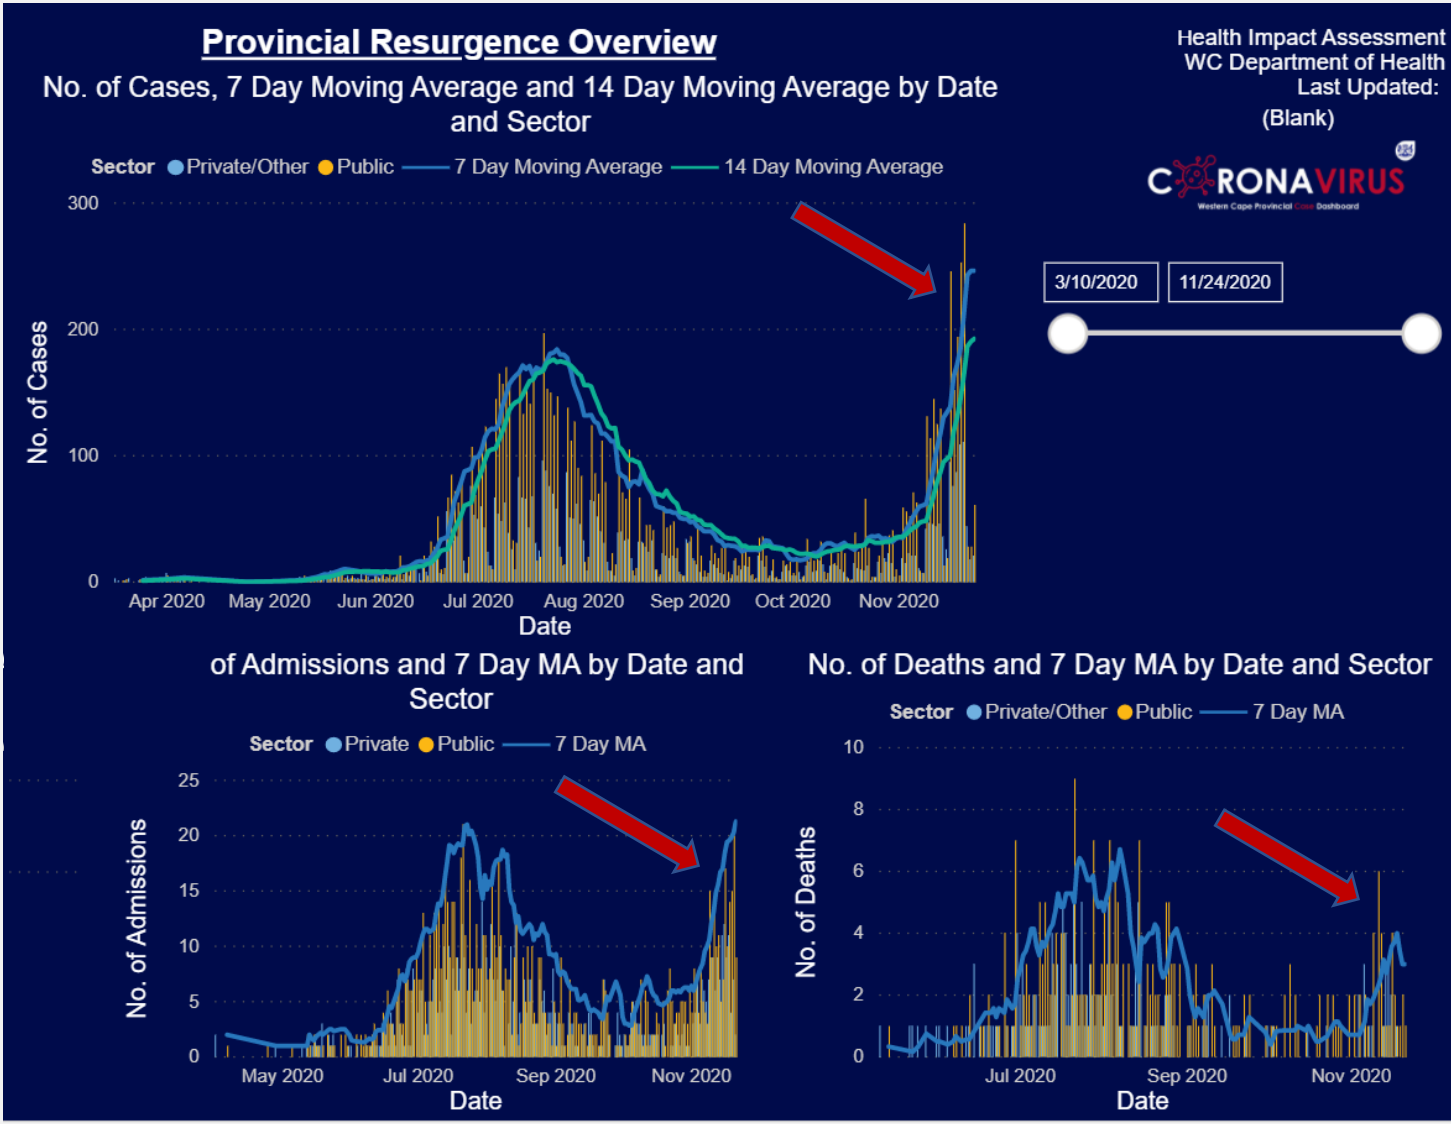 Provincial Resurgence Overview
No. of Cases, 7 Day Moving Average and 14 Day Moving Average by Date
and Sector
Sector Private/Other Public 7 Day Moving Average 14 Day Moving Average
300
200
100
0
No. of Cases
Apr 2020 May 2020 Jun 2020 Jul 2020 Aug 2020 Sep 2020 Oct 2020 Nov 2020
Date
Health Impact Assessment
WC Department of Health
Last Updated:
(Blank)
CORONAVIRUS
Western Cape Provincial Case Dashboard
3/10/2020 11/24/2020
of Admissions and 7 Day MA by Date and
Sector
Sector Private Public 7 Day MA
25
20
15
10
5
0
No. of Admissions
May 2020 Jul 2020 Sep 2020 Nov 2020
Date
No. of Deaths and 7 Day MA by Date and Sector
Sector Private/Other Public 7 Day MA
10
8
6
4
2
0
No. of Deaths
Jul 2020 Sep 2020 Nov 2020
Date